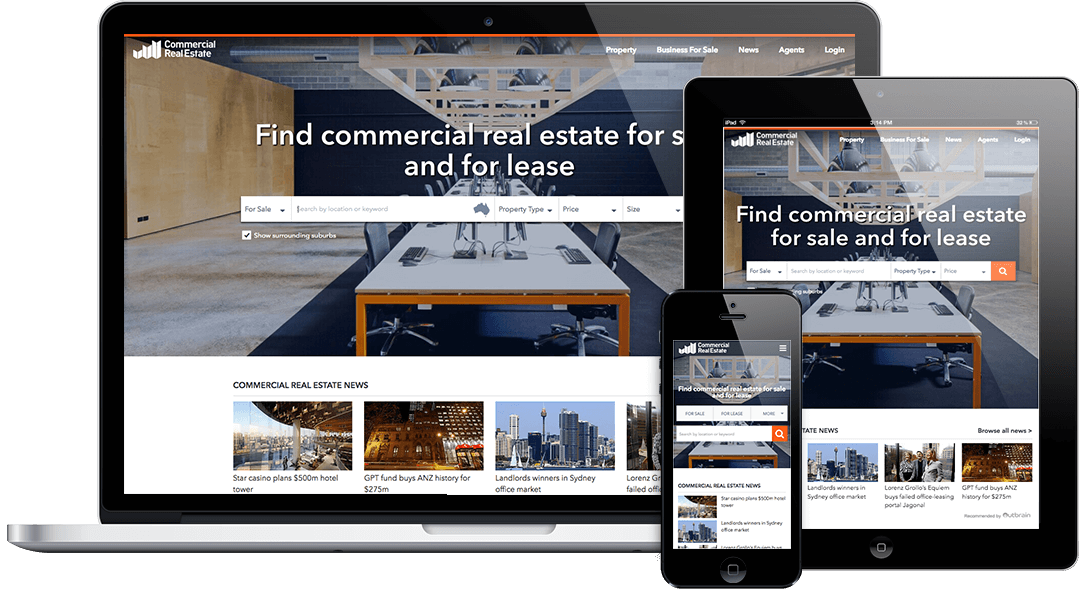 Commercial
Real Estate
Property
Business For Sale
News
Agents
Login
Find commercial real estate for s
and for lease
For Sale
Search by location or keyword
Property Type
Price
Size
Show surrounding suburbs
COMMERCIAL REAL ESTATE NEWS
Star casino plans $500m hotel
tower
GPT fund buys ANZ history for
$275m
Landlords winners in Sydney
office market
Lorenz
failed offic
iPad
3:14 PM
32 %
Commercial
Real Estate
Property
Business For Sale
News
Agents
Login
Find commercial real estate
for sale and for lease
For Sale
Search by location or keyword
Property Type
Price
ing suburbs
ESTATE NEWS
Browse all news >
Landlords winners in
Sydney office market
Lorenz Grollo's Equiem
buys failed office-leasing
portal Jagonal
GPT fund buys ANZ
history for $275m
Recommended by Outbrain
Commercial
Real Estate
Find commercial real estate for sale
and for lease
FOR SALE
FOR LEASE
MORE
Search by location or keyword
COMMERCIAL REAL ESTATE NEWS
Star casino plans $500m hotel
tower
Landlords winners in Sydney
office market
Lorenz Grollo's Equiem buys